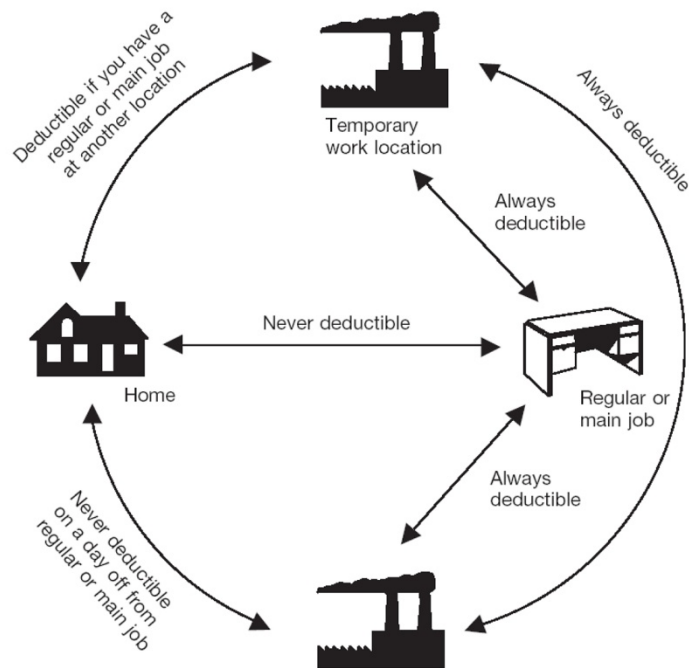 Deductible if you have a
regular or main job
at another location
Temporary
work location
Always deductible
Always
deductible
Never deductible
Home
Regular or
main job
Always
deductible
Never deductible
on a day off from
regular or main job